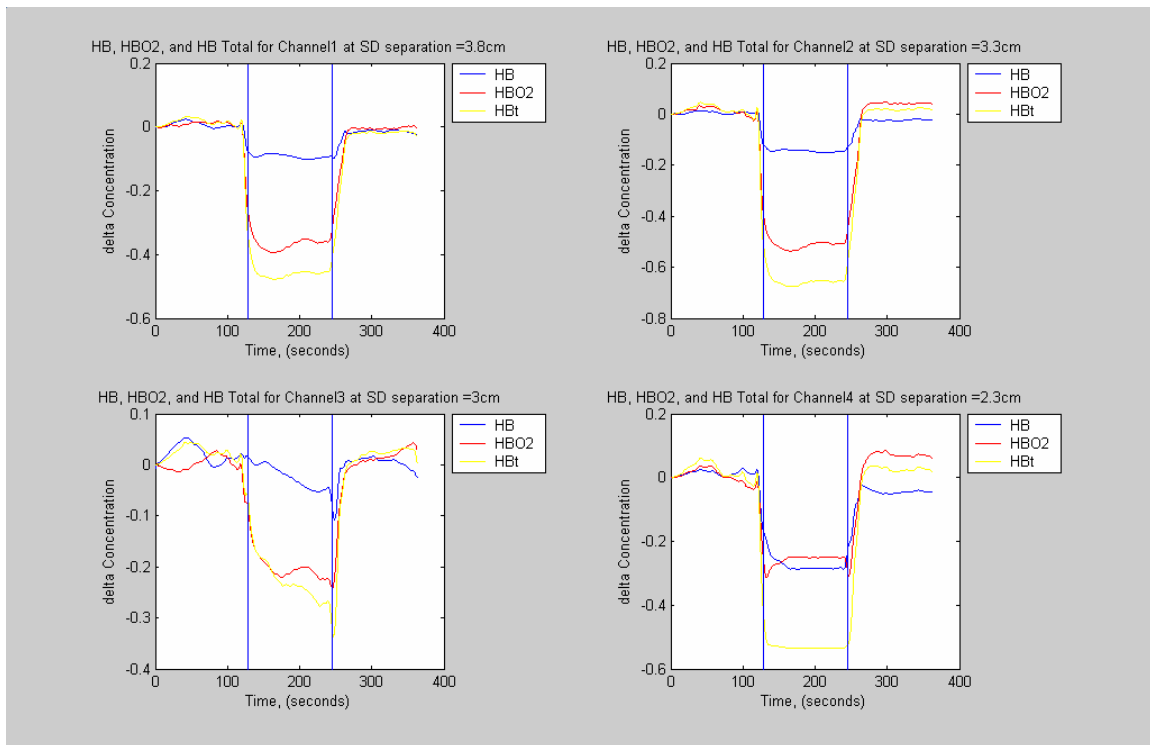 HB, HBO2, and HB Total for Channel1 at SD separation =3.8cm
0.2
0
-0.2
-0.4
-0.6
delta Concentration
0
100
200
300
400
Time, (seconds)
HB
HBO2
HBt
HB, HBO2, and HB Total for Channel2 at SD separation =3.3cm
0.2
0
-0.2
-0.4
-0.6
-0.8
delta Concentration
0
100
200
300
400
Time, (seconds)
HB
HBO2
HBt
HB, HBO2, and HB Total for Channel3 at SD separation =3cm
0.1
0
-0.1
-0.2
-0.3
-0.4
delta Concentration
0
100
200
300
400
Time, (seconds)
HB
HBO2
HBt
HB, HBO2, and HB Total for Channel4 at SD separation =2.3cm
0.2
0
-0.2
-0.4
-0.6
delta Concentration
0
100
200
300
400
Time, (seconds)
HB
HBO2
HBt